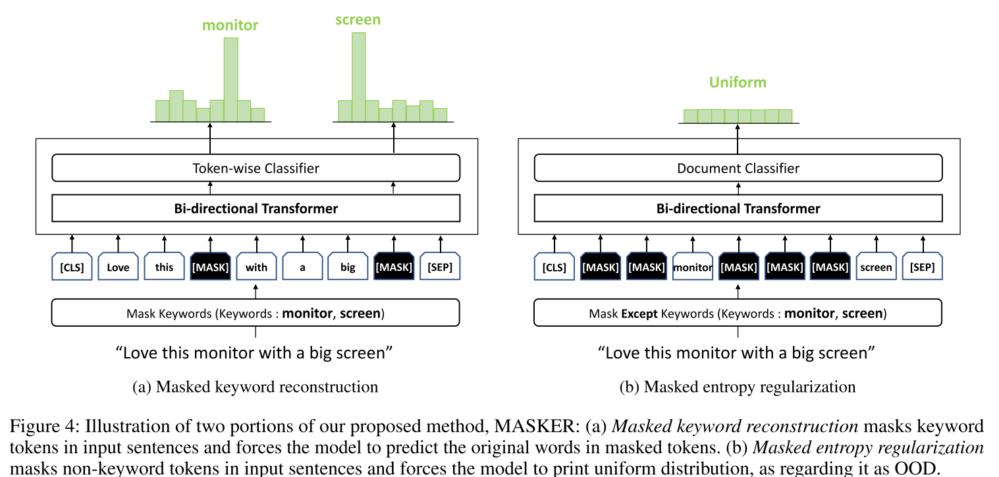 monitor
screen
Token-wise Classifier
Bi-directional Transformer
[CLS] Love this [MASK] with a big [MASK] [SEP]
Mask Keywords (Keywords : monitor, screen)
“Love this monitor with a big screen”
(a) Masked keyword reconstruction
Uniform
Document Classifier
Bi-directional Transformer
[CLS] [MASK] [MASK] monitor [MASK] [MASK] [MASK] screen [SEP]
Mask Except Keywords (Keywords : monitor, screen)
“Love this monitor with a big screen”
(b) Masked entropy regularization
Figure 4: Illustration of two portions of our proposed method, MASKER: (a) Masked keyword reconstruction masks keyword
tokens in input sentences and forces the model to predict the original words in masked tokens. (b) Masked entropy regularization
masks non-keyword tokens in input sentences and forces the model to print uniform distribution, as regarding it as OOD.